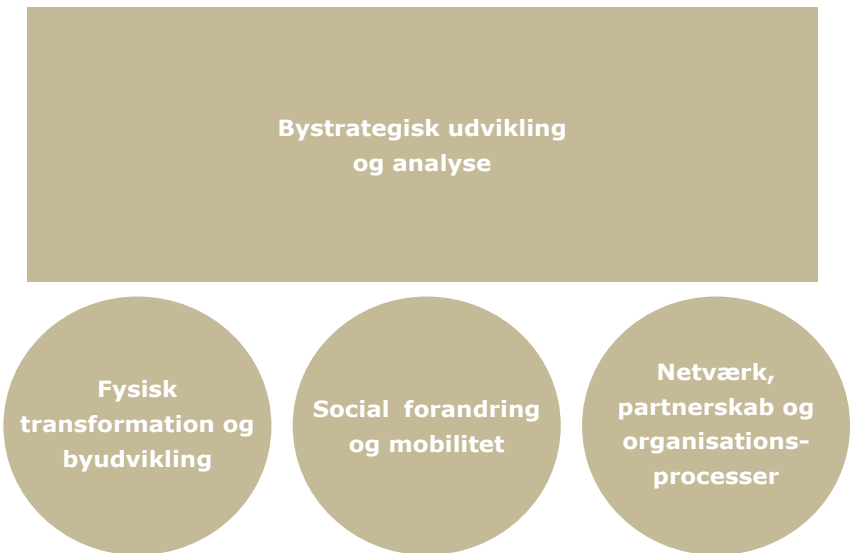 Bystrategisk udvikling
og analyse
Fysisk
transformation og
byudvikling
Social forandring
og mobilitet
Netværk,
partnerskab og
organisations-
processer